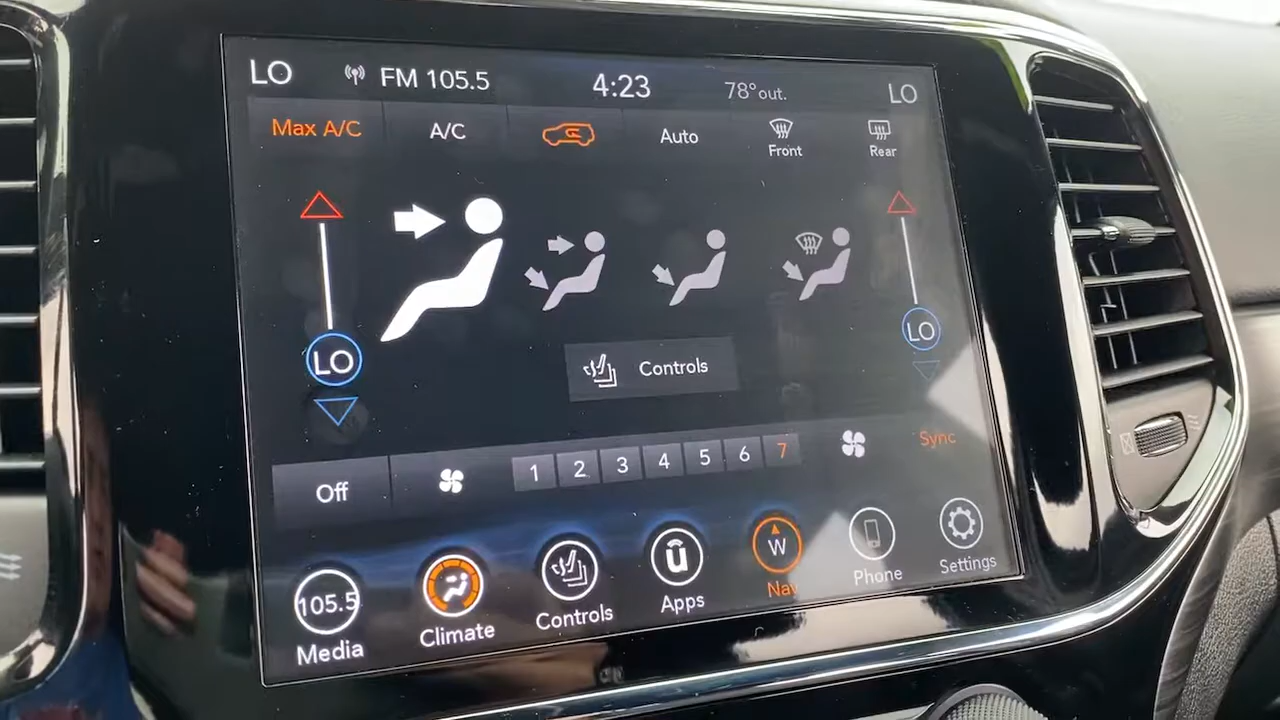 LO FM 105.5 4:23 78°out. LO
Max A/C A/C Auto Front Rear
LO LO
Controls
Off 1 2 3 4 5 6 7 Sync
105.5 W
Media Climate Controls Apps Nav Phone Settings